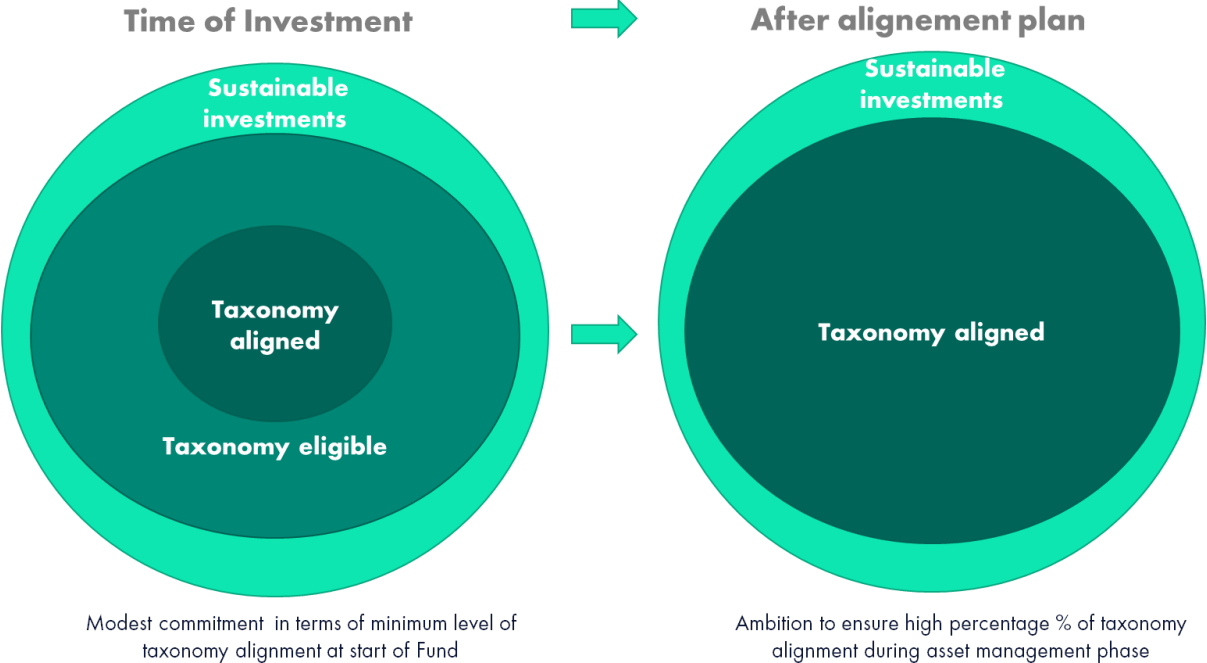 Time of Investment
After alignement plan
Sustainable
investments
Taxonomy
aligned
Taxonomy eligible
Sustainable
investments
Taxonomy aligned
Modest commitment in terms of minimum level of
taxonomy alignment at start of Fund
Ambition to ensure high percentage % of taxonomy
alignment during asset management phase